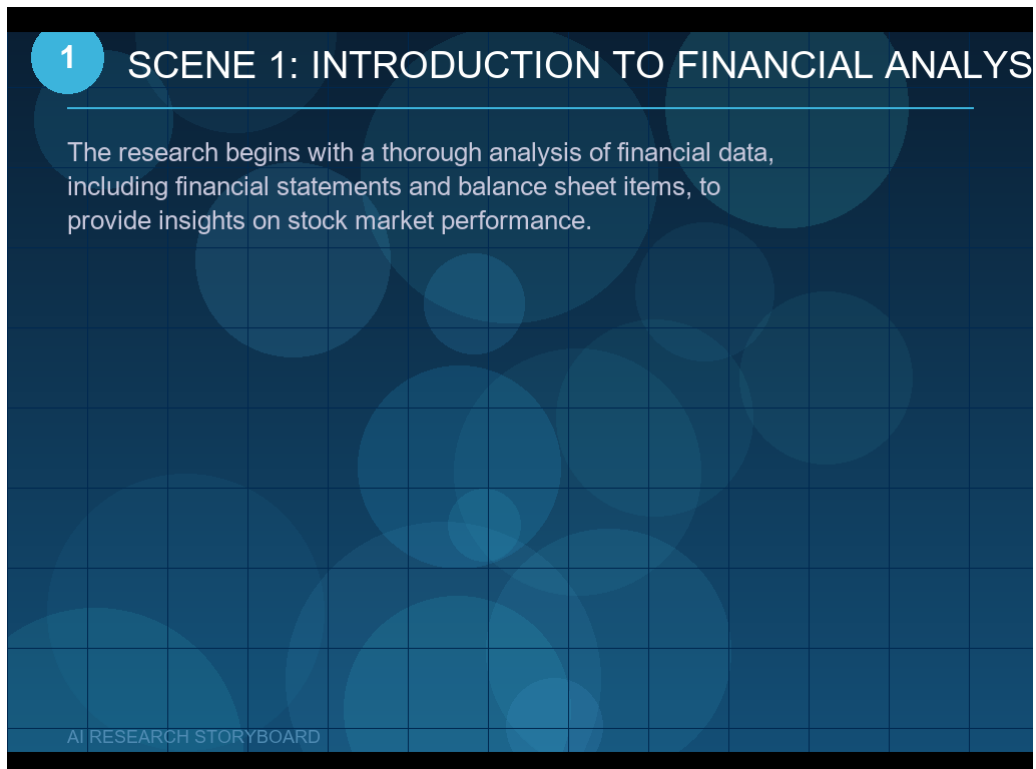 1
SCENE 1: INTRODUCTION TO FINANCIAL ANALYS
The research begins with a thorough analysis of financial data,
including financial statements and balance sheet items, to
provide insights on stock market performance.
AI RESEARCH STORYBOARD